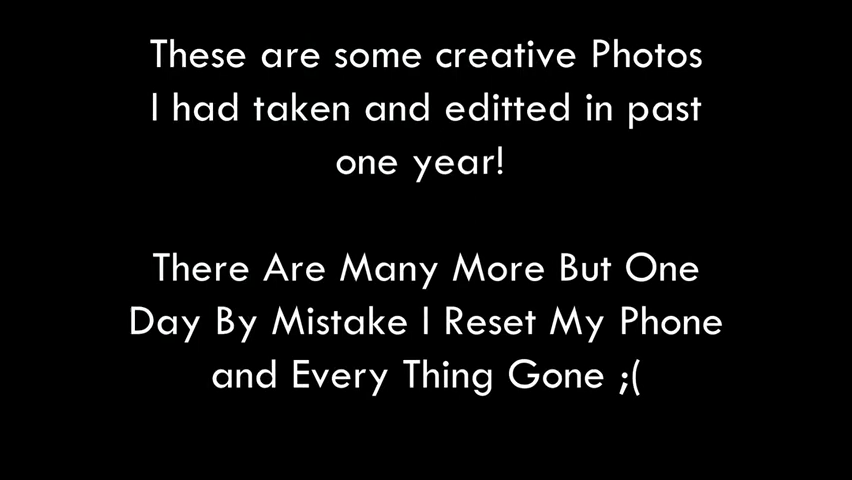 These are some creative Photos
I had taken and editted in past
one year!
There Are Many More But One
Day By Mistake I Reset My Phone
and Every Thing Gone ;(